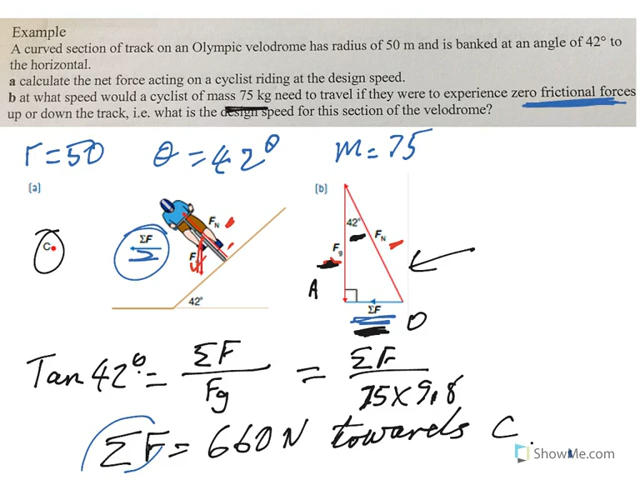 Example
A curved section of track on an Olympic velodrome has radius of 50 m and is banked at an angle of 42° to
the horizontal.
a calculate the net force acting on a cyclist riding at the design speed.
b at what speed would a cyclist of mass 75 kg need to travel if they were to experience zero frictional forces
up or down the track, i.e. what is the design speed for this section of the velodrome?
r=50 θ=42° m=75
(a) (b)
C ΣF F_N F 42°
42° F_N F_g A ΣF O
Tan 42° = ΣF/Fg = ΣF/75×9.8
ΣF = 660N towards C.
ShowMe.com